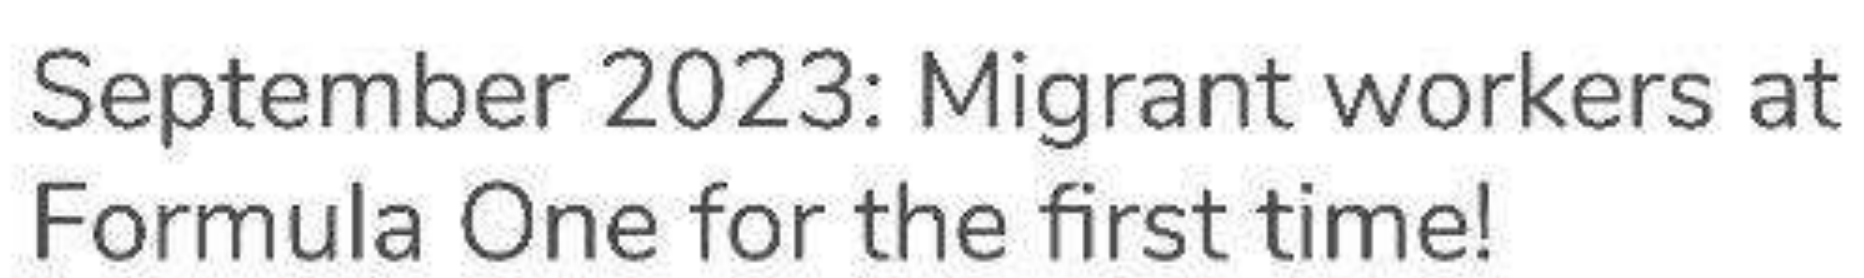 September 2023: Migrant workers at
Formula One for the first time!